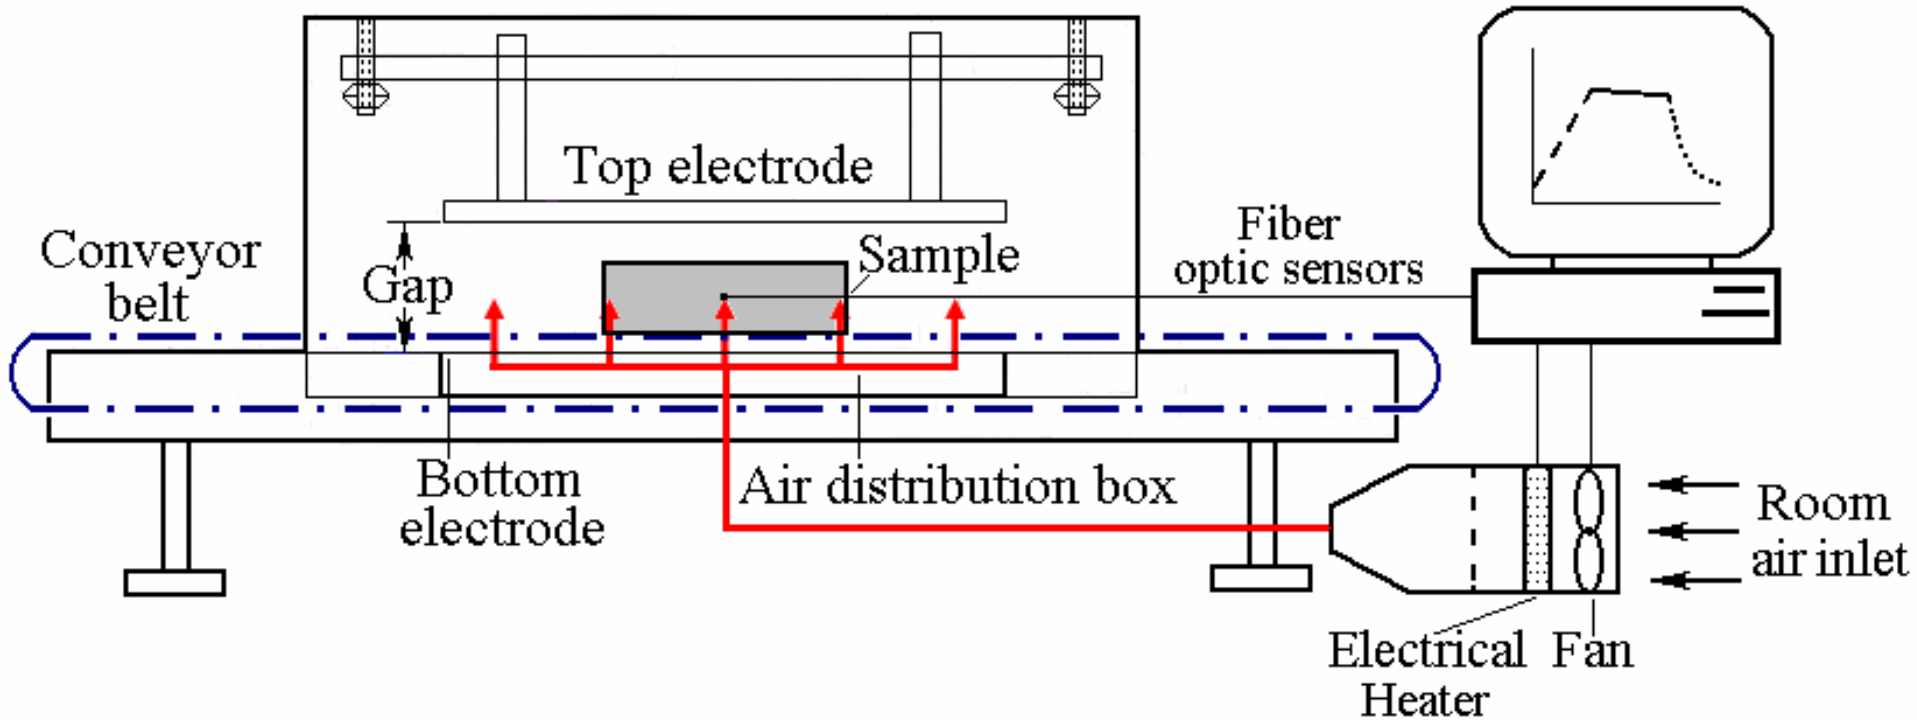 Top electrode
Conveyor
belt
Gap
Sample
Fiber
optic sensors
Bottom
electrode
Air distribution box
Room
air inlet
Electrical
Heater
Fan